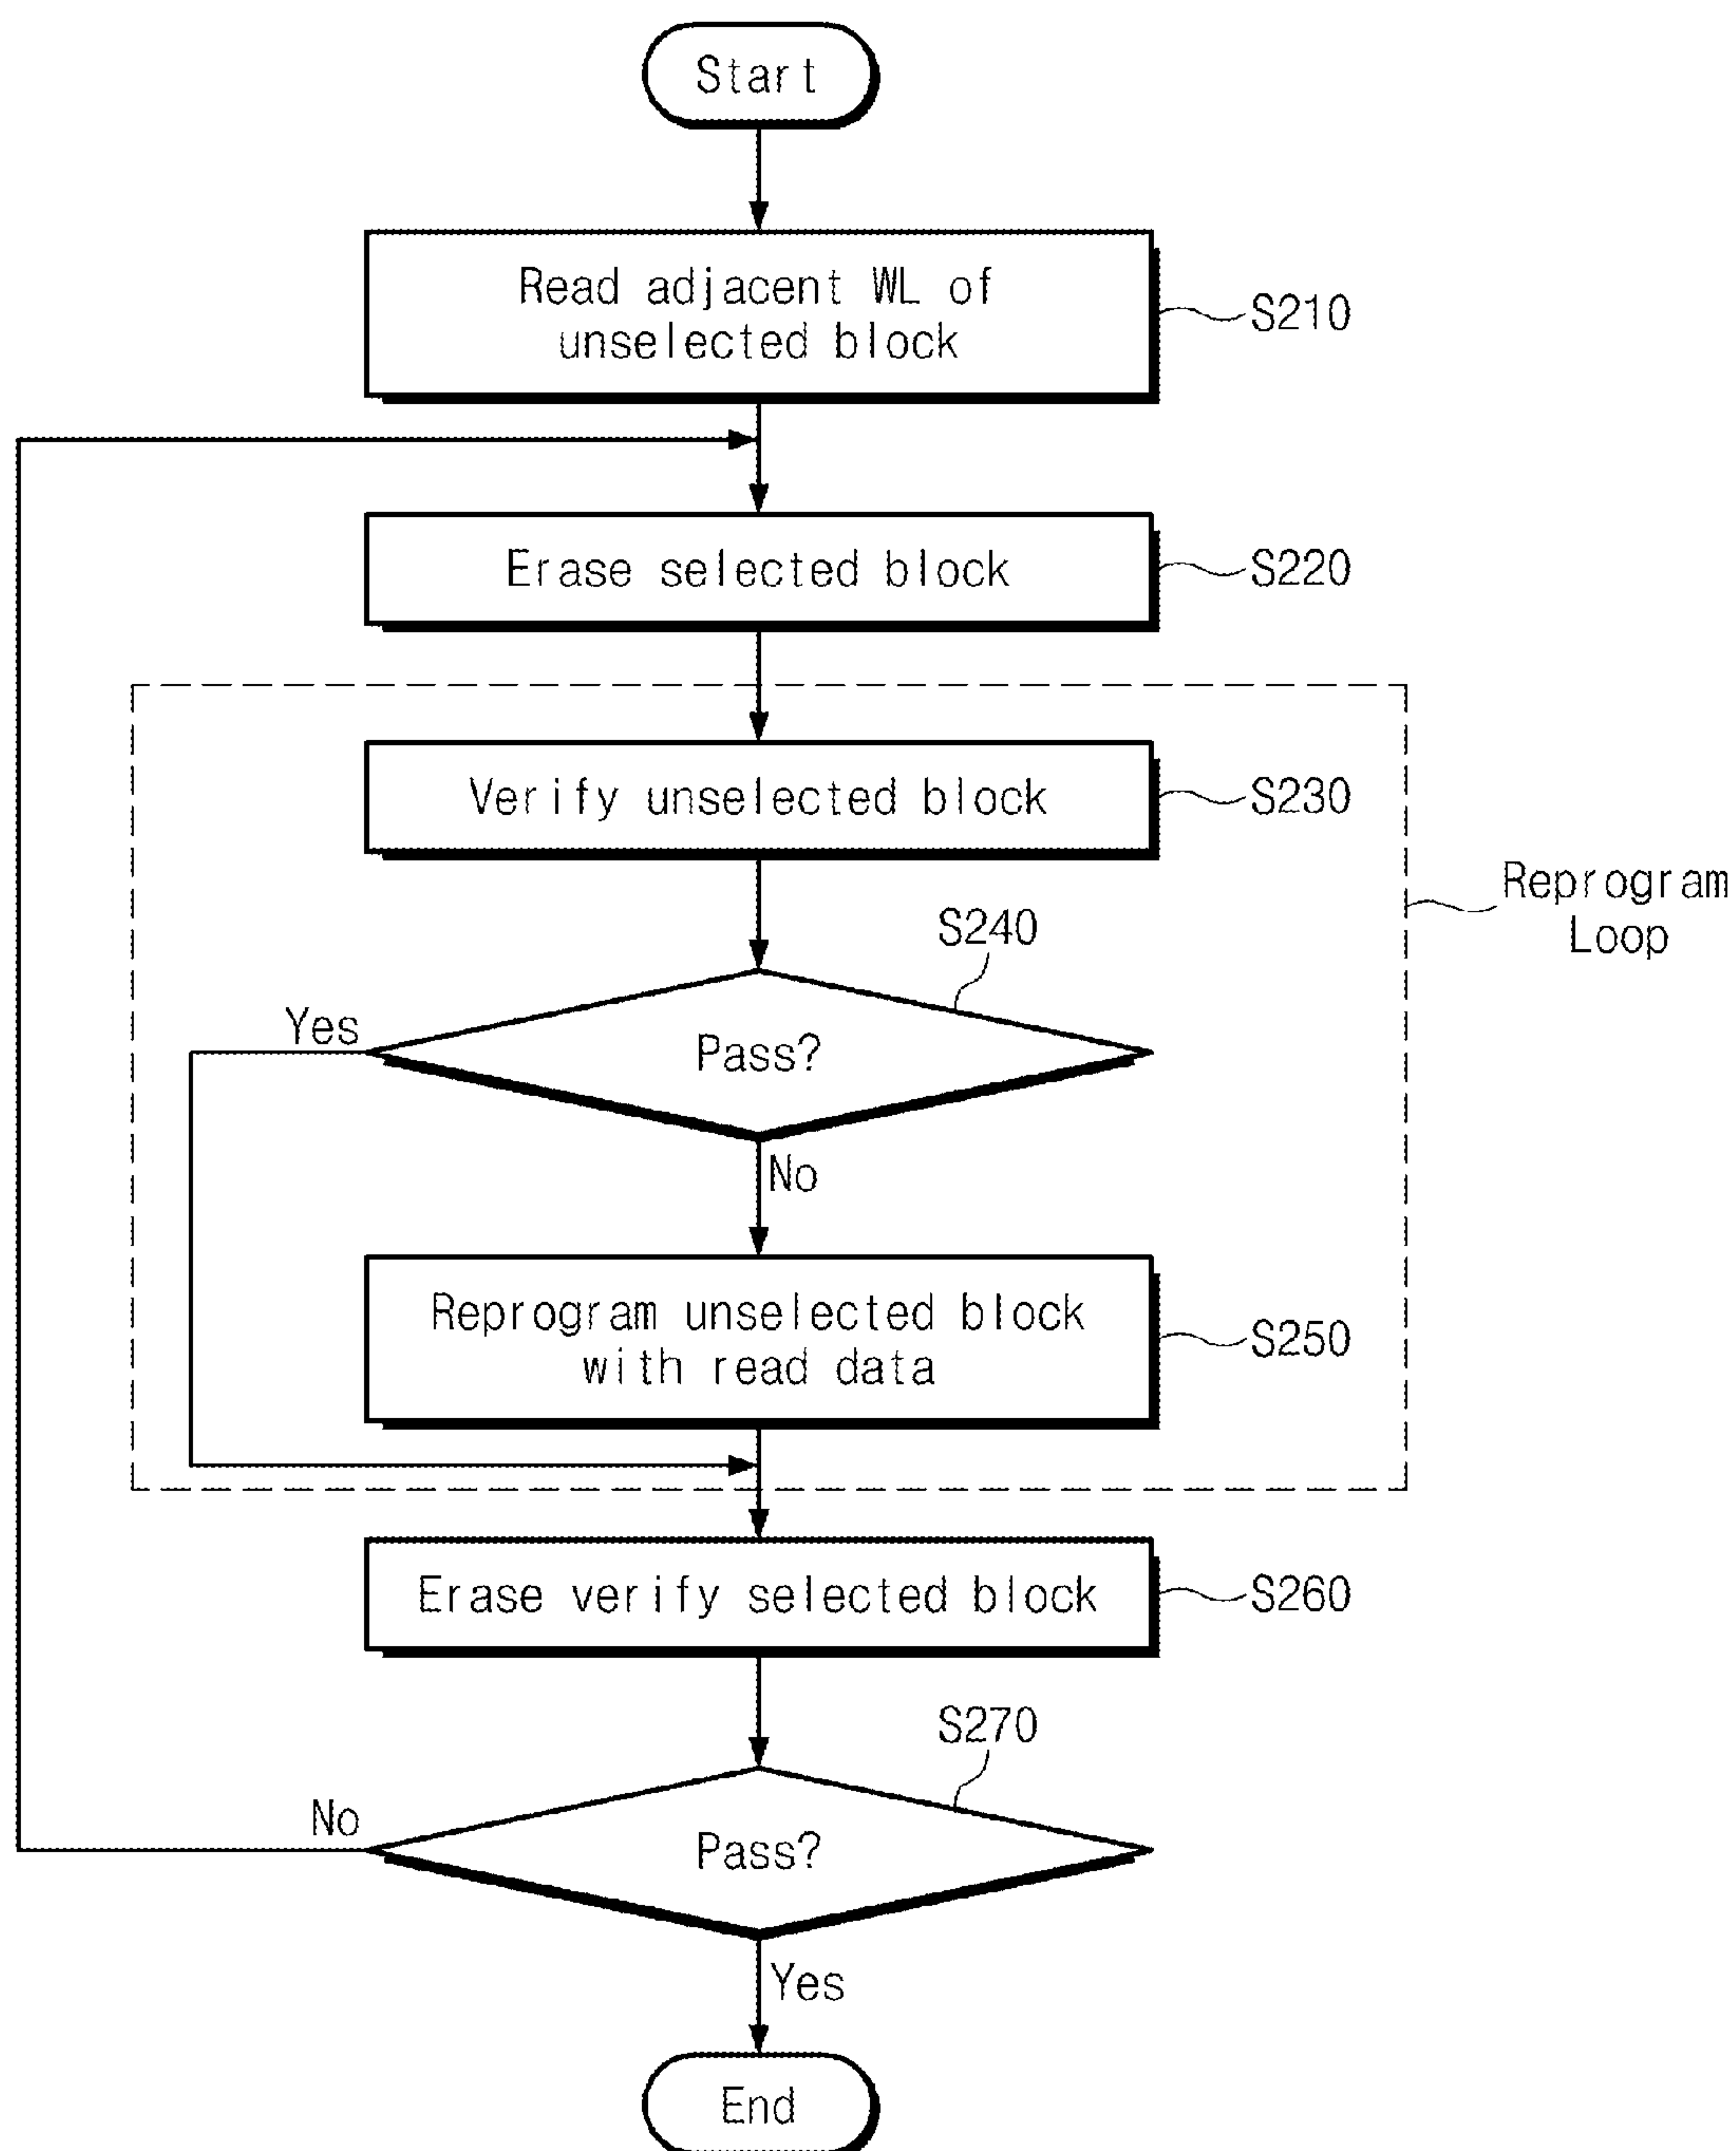 Start
Read adjacent WL of
unselected block
S210
Erase selected block
S220
Verify unselected block
S230
Reprogram
Loop
S240
Yes
Pass?
No
Reprogram unselected block
with read data
S250
Erase verify selected block
S260
S270
No
Pass?
Yes
End